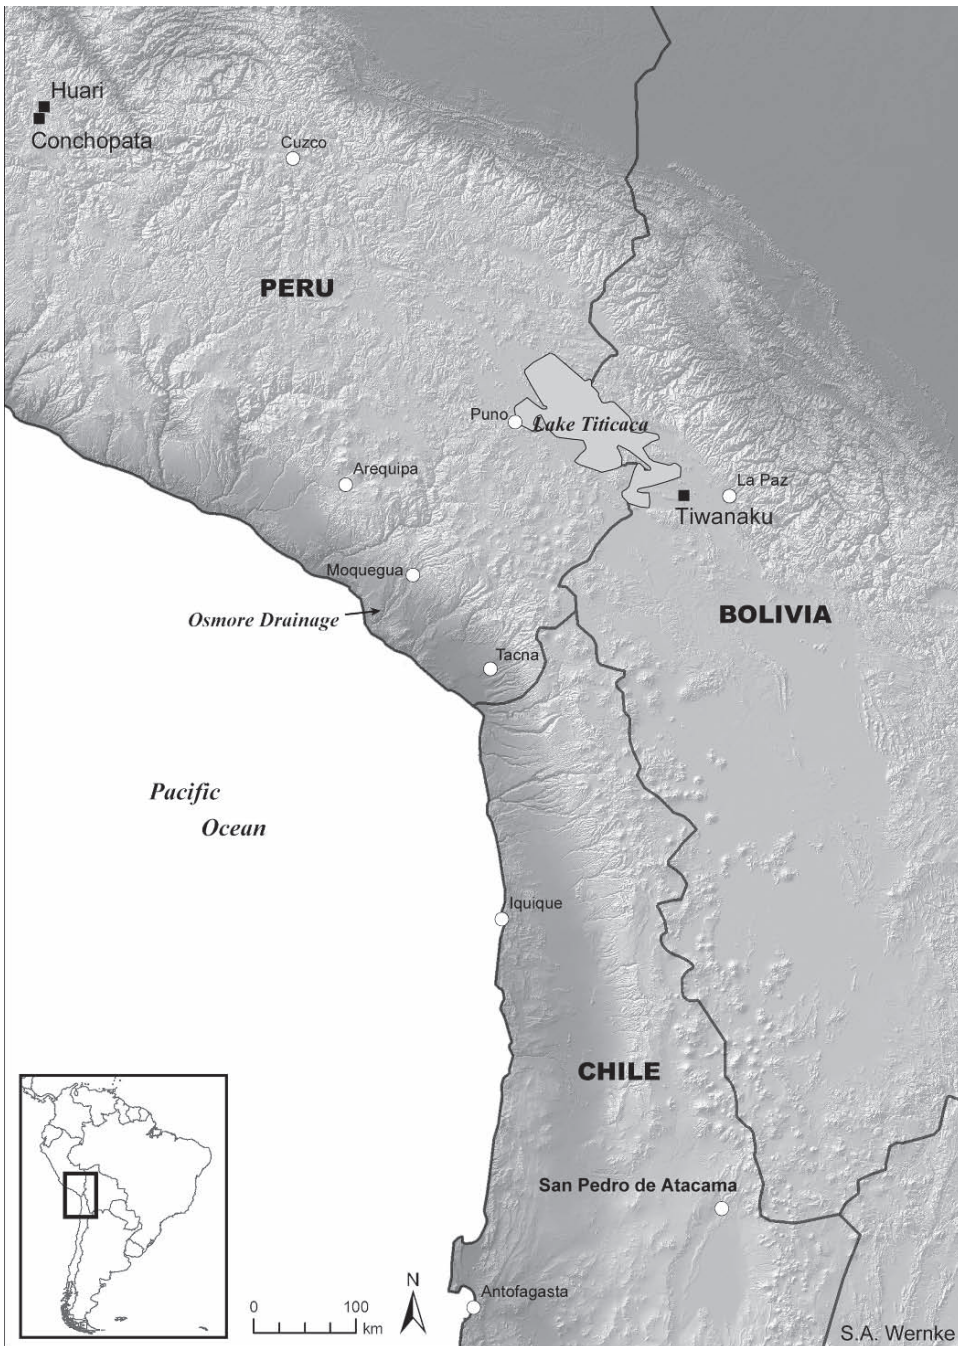 Huari
Conchopata
Cuzco
PERU
Puno
Lake Titicaca
Arequipa
La Paz
Tiwanaku
Moquegua
BOLIVIA
Osmore Drainage
Tacna
Pacific
Ocean
Iquique
CHILE
San Pedro de Atacama
N
Antofagasta
0 100
km
S.A. Wernke